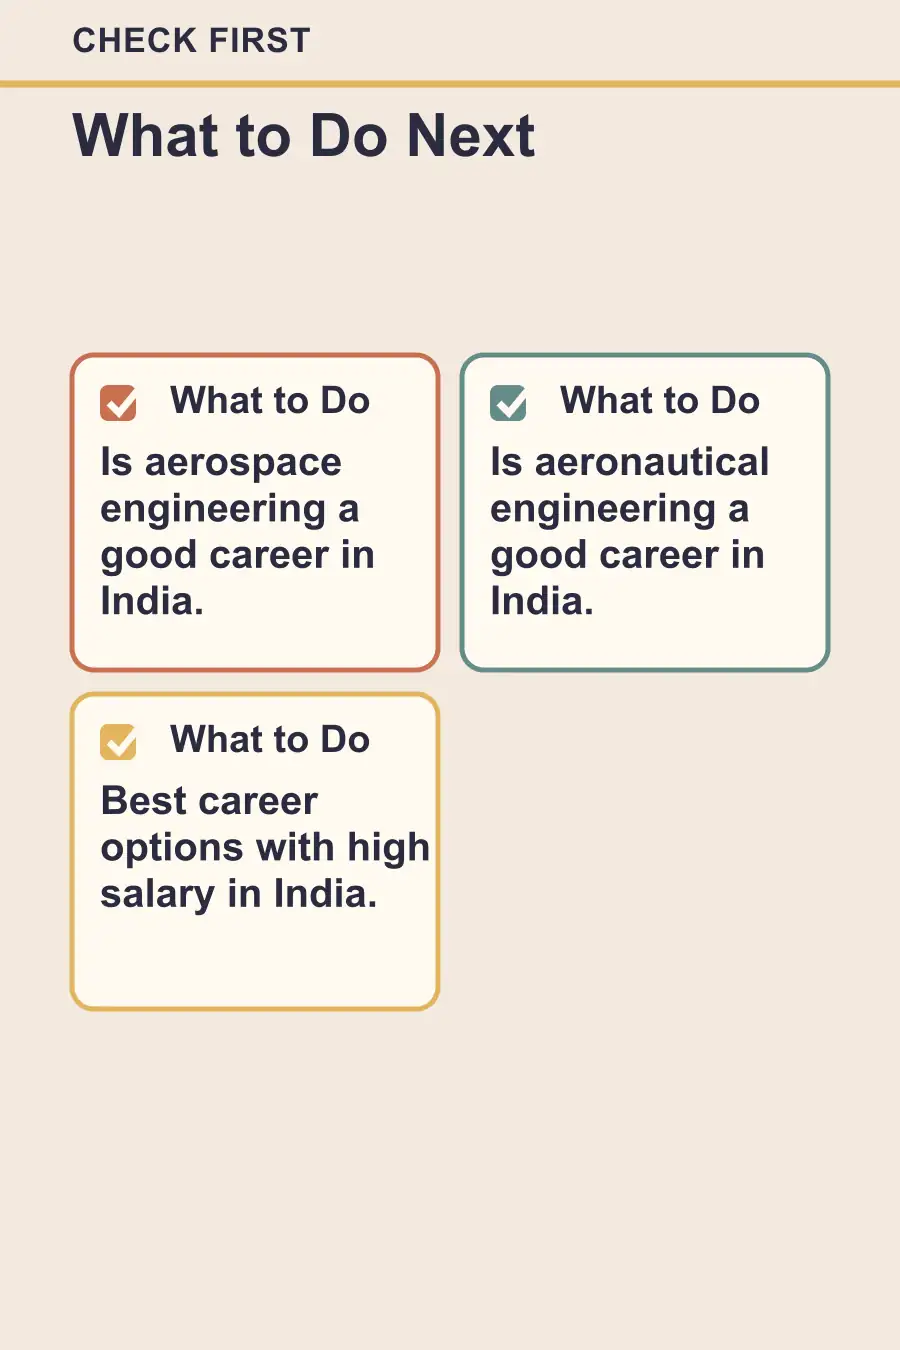 CHECK FIRST
What to Do Next
What to Do
Is aerospace
engineering a
good career in
India.
What to Do
Is aeronautical
engineering a
good career in
India.
What to Do
Best career
options with high
salary in India.